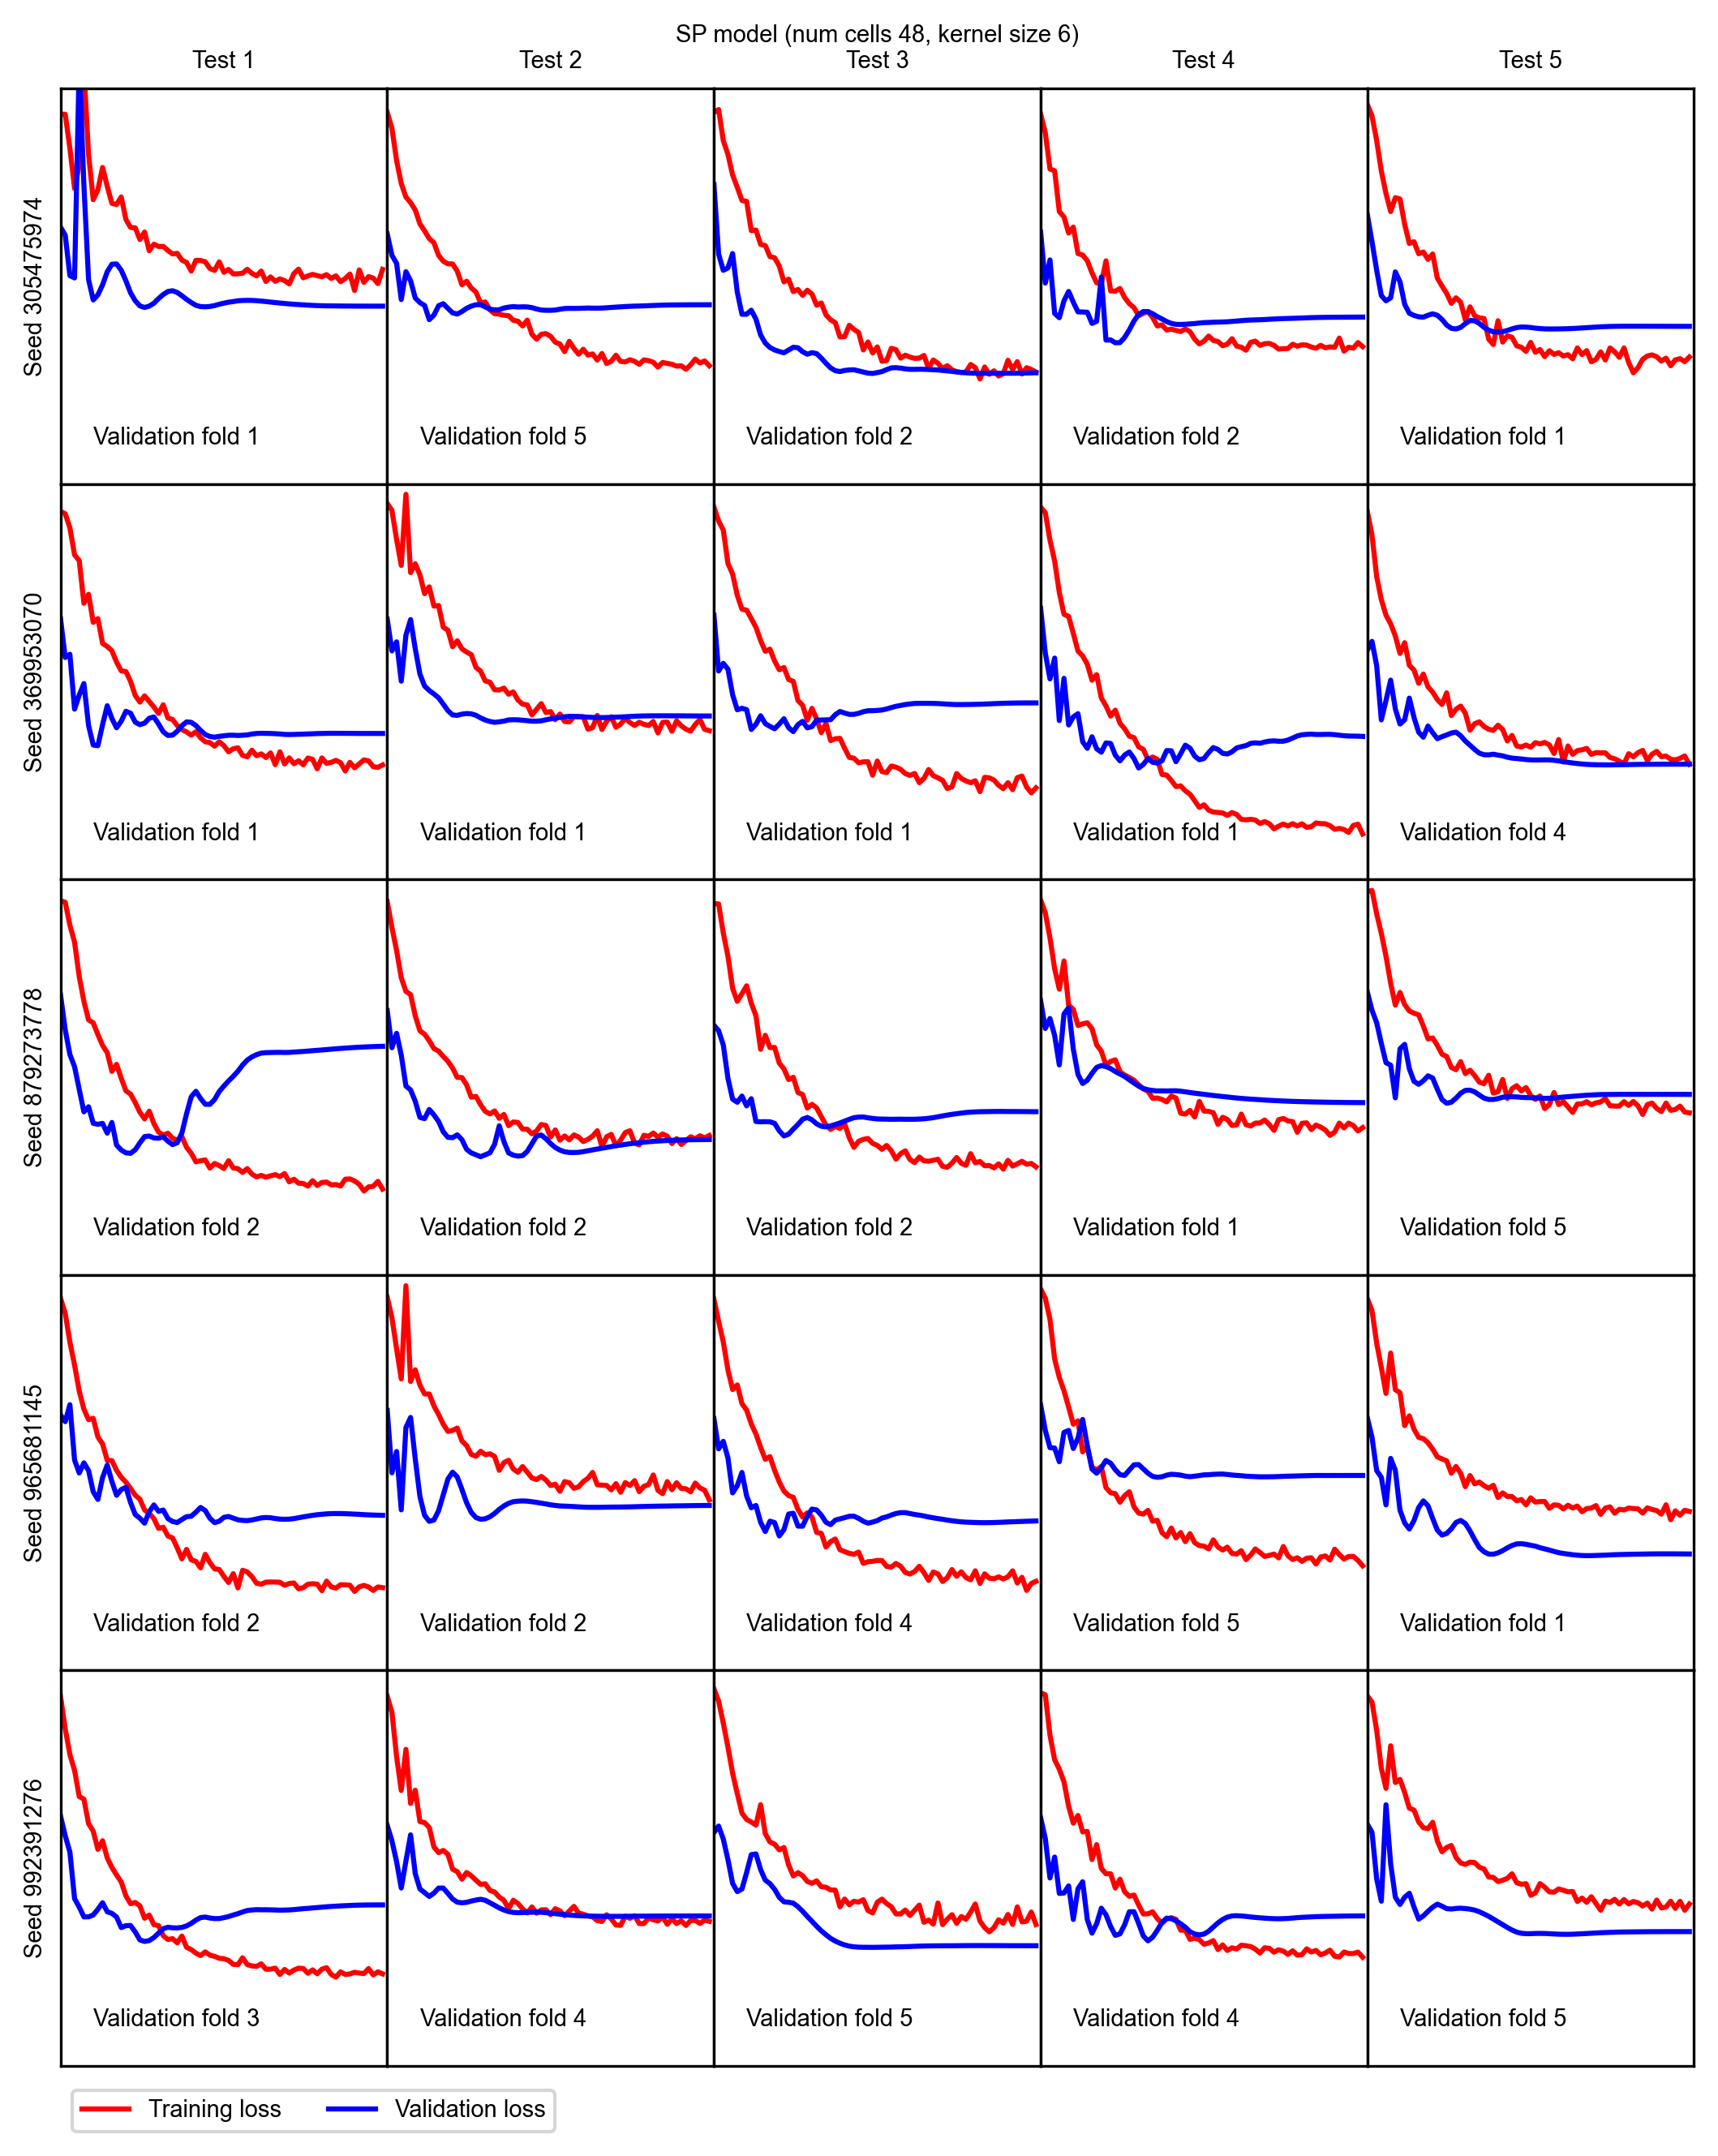 SP model (num cells 48, kernel size 6)
Test 1 Test 2 Test 3 Test 4 Test 5
Seed 3305475974
Validation fold 1 Validation fold 5 Validation fold 2 Validation fold 2 Validation fold 1
Seed 369953070
Validation fold 1 Validation fold 1 Validation fold 1 Validation fold 1 Validation fold 4
Seed 879273778
Validation fold 2 Validation fold 2 Validation fold 2 Validation fold 1 Validation fold 5
Seed 965681145
Validation fold 2 Validation fold 2 Validation fold 4 Validation fold 5 Validation fold 1
Seed 992391276
Validation fold 3 Validation fold 4 Validation fold 5 Validation fold 4 Validation fold 5
Training loss Validation loss